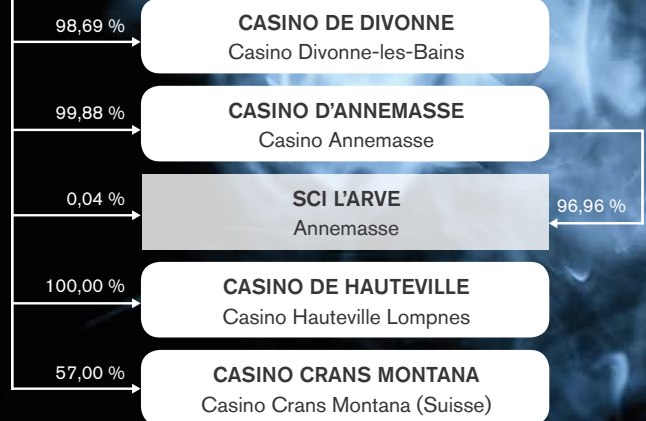 98,69 %
CASINO DE DIVONNE
Casino Divonne-les-Bains
99,88 %
CASINO D'ANNEMASSE
Casino Annemasse
0,04 %
SCI L'ARVE
Annemasse
96,96 %
100,00 %
CASINO DE HAUTEVILLE
Casino Hauteville Lompnes
57,00 %
CASINO CRANS MONTANA
Casino Crans Montana (Suisse)